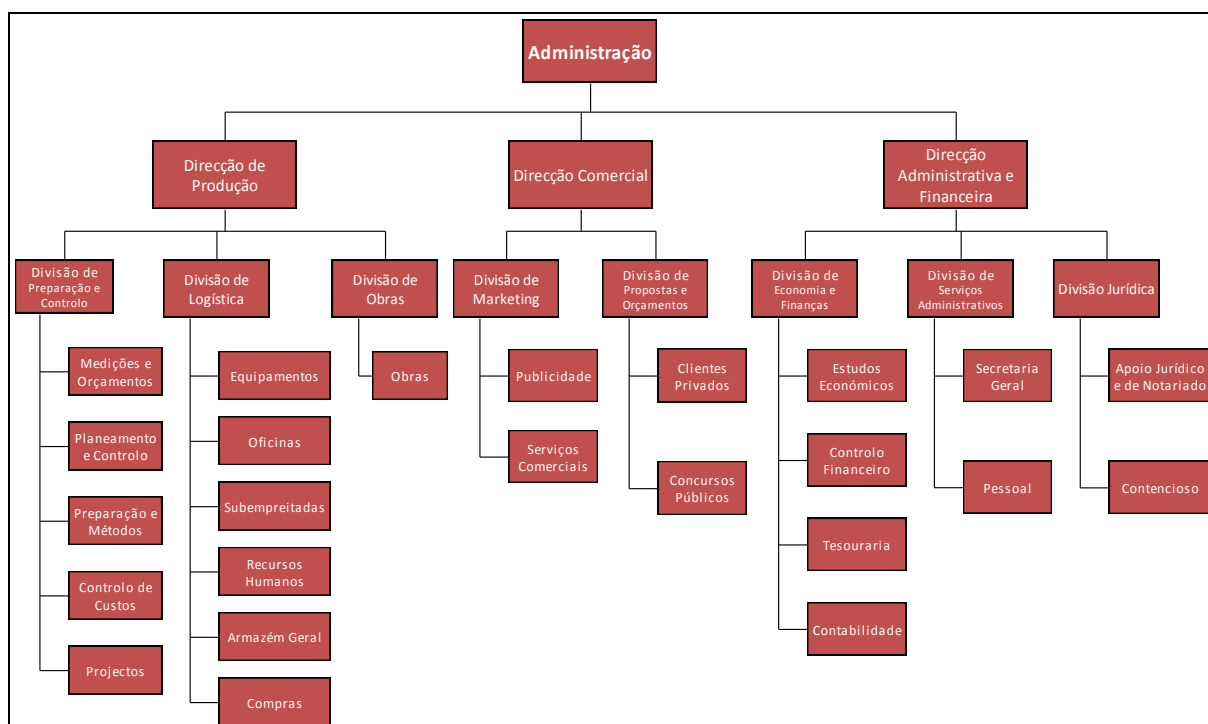 Administração
Direcção de
Produção
Direcção Comercial
Direcção
Administrativa e
Financeira
Divisão de
Preparação e
Controlo
Divisão de
Logística
Divisão de
Obras
Divisão de
Marketing
Divisão de
Propostas e
Orçamentos
Divisão de
Economia e
Finanças
Divisão de
Serviços
Administrativos
Divisão Jurídica
Medições e
Orçamentos
Planeamento
e Controlo
Preparação e
Métodos
Controlo de
Custos
Projectos
Equipamentos
Oficinas
Subempreitadas
Recursos
Humanos
Armazém Geral
Compras
Obras
Publicidade
Serviços
Comerciais
Clientes
Privados
Concursos
Públicos
Estudos
Económicos
Controlo
Financeiro
Tesouraria
Contabilidade
Secretaria
Geral
Pessoal
Apoio Jurídico
e de Notariado
Contencioso